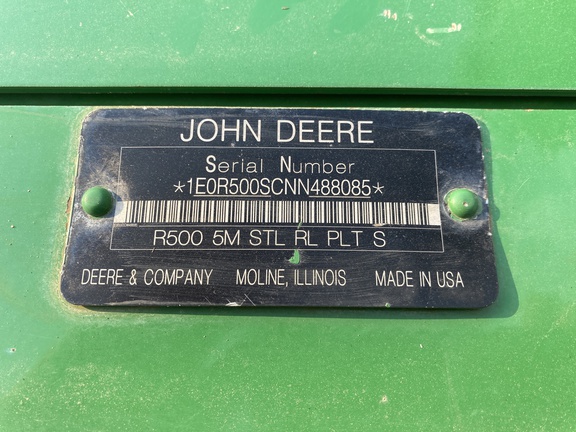 JOHN DEERE
Serial Number
*1E0R500SCNN488085*
R500 5M STL RL PLT S
DEERE & COMPANY MOLINE, ILLINOIS MADE IN USA